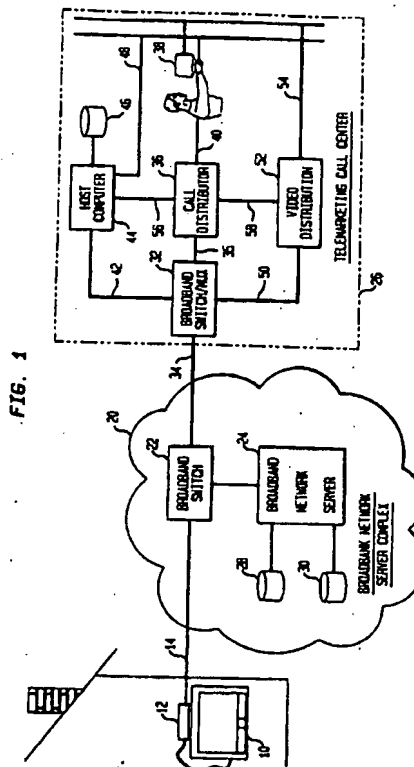 FIG. 1
46
48
38
HOST
COMPUTER
44
36
40
54
56
CALL
DISTRIBUTOR
52
42
32
35
58
VIDEO
DISTRIBUTION
BROADBAND
SWITCH/MUX
50
TELEMARKETING CALL CENTER
26
34
20
22
BROADBAND
SWITCH
24
BROADBAND
NETWORK
SERVER
28
30
BROADBANK NETWORK
SERVER COMPLEX
14
12
10